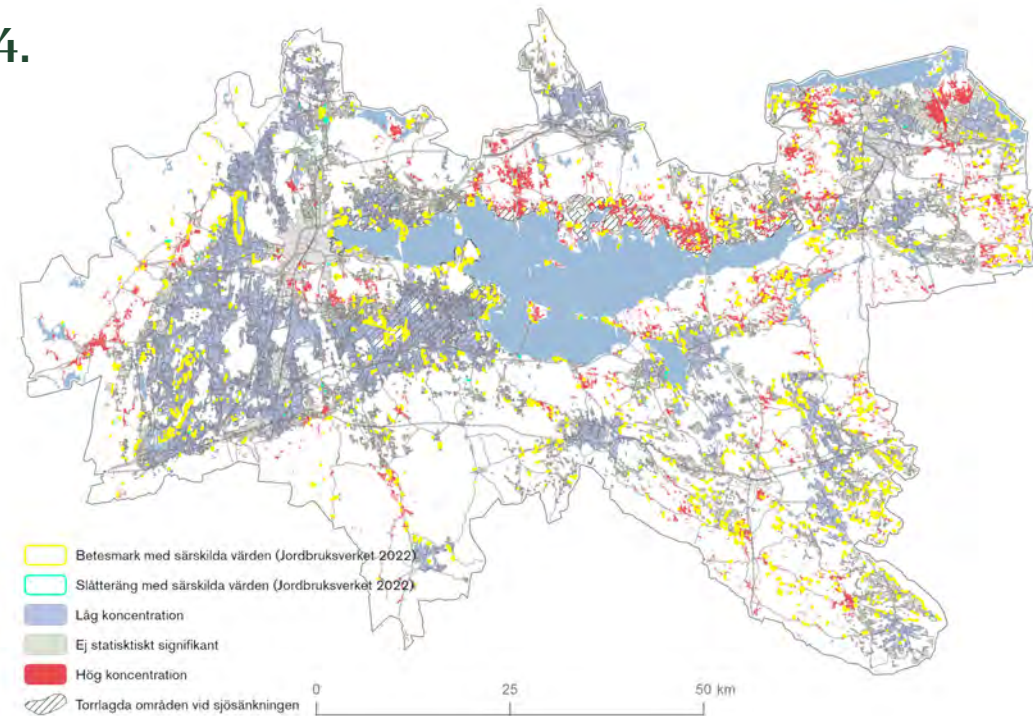 4.
Betesmark med särskilda värden (Jordbruksverket 2022)
Slåtteräng med särskilda värden (Jordbruksverket 2022)
Låg koncentration
Ej statisktiskt signifikant
Hög koncentration
Torrlagda områden vid sjösänkningen
0 25 50 km